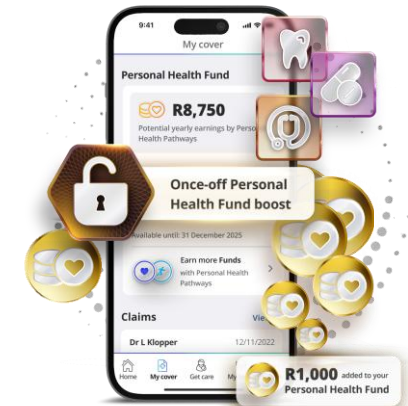 9:41
My cover
Personal Health Fund
R8,750
Potential yearly earnings by
Health Pathways
Once-off Personal
Health Fund boost
Available until: 31 December 2025
Earn more Funds
with Personal Health
Pathways
Claims
Dr L Klopper
12/11/2022
Home
My cover
Get care
R1,000 added to your
Personal Health Fund